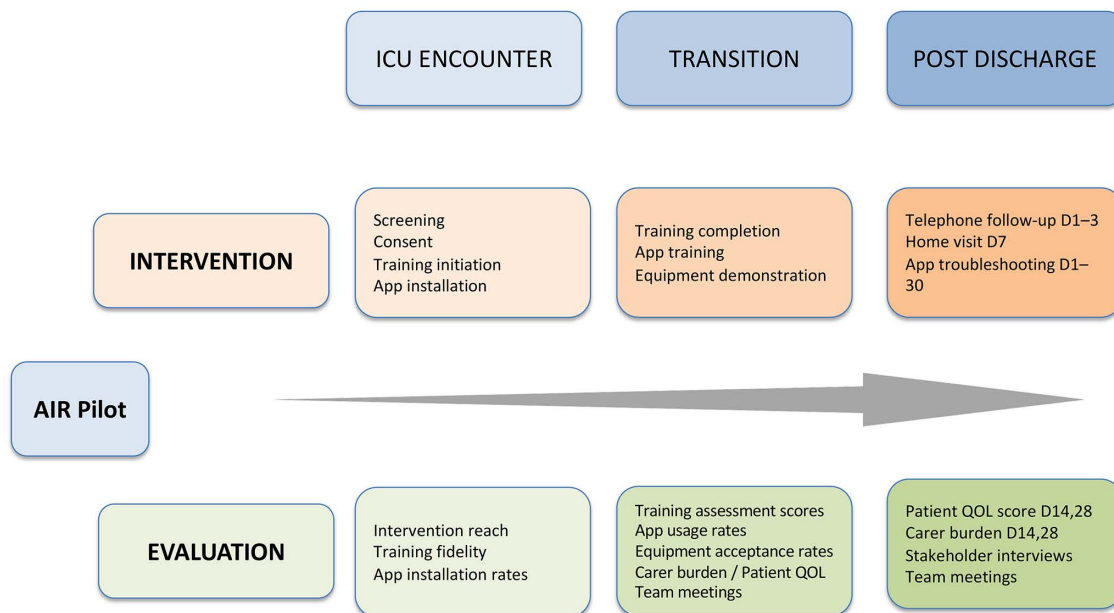 ICU ENCOUNTER
TRANSITION
POST DISCHARGE
INTERVENTION
Screening
Consent
Training initiation
App installation
Training completion
App training
Equipment demonstration
Telephone follow-up D1–3
Home visit D7
App troubleshooting D1–
30
AIR Pilot
EVALUATION
Intervention reach
Training fidelity
App installation rates
Training assessment scores
App usage rates
Equipment acceptance rates
Carer burden / Patient QOL
Team meetings
Patient QOL score D14,28
Carer burden D14,28
Stakeholder interviews
Team meetings